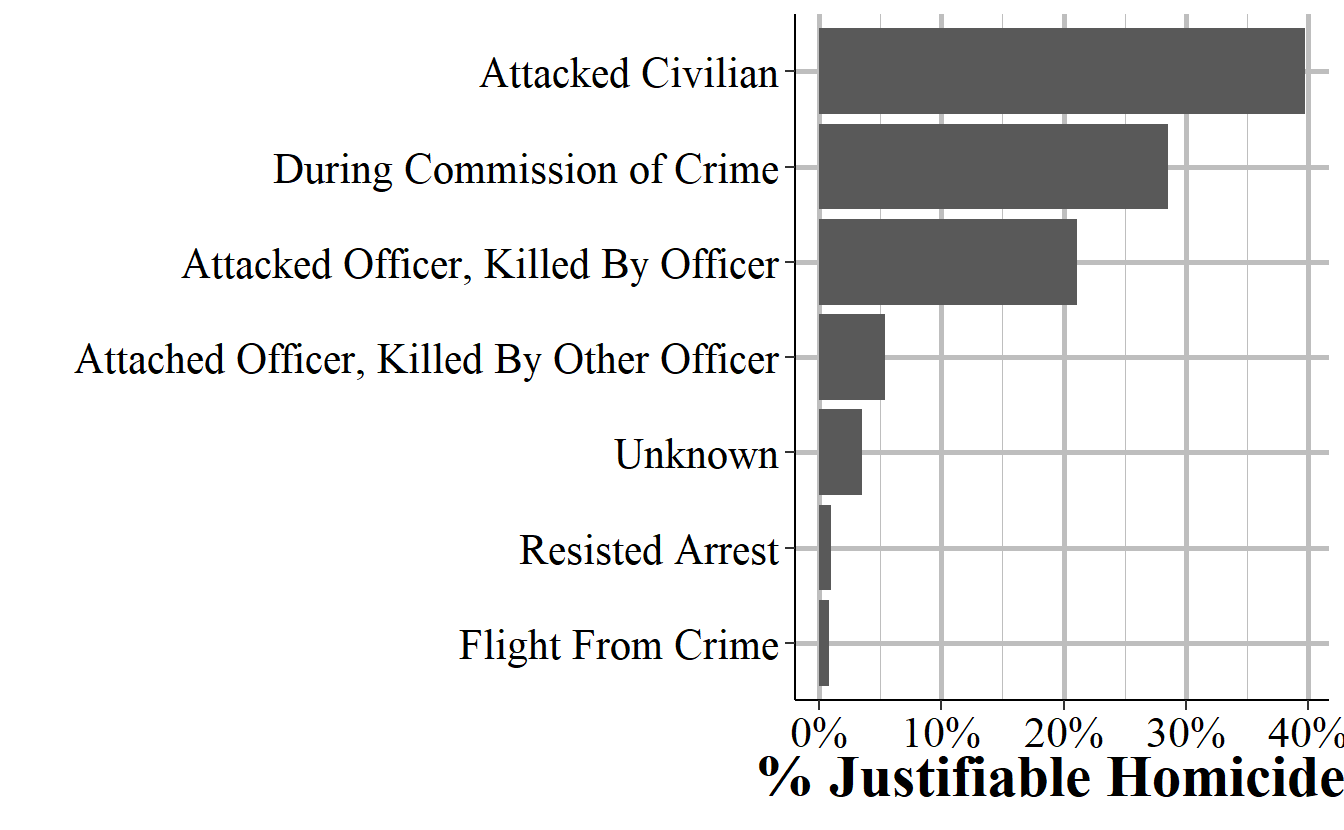 Attacked Civilian
During Commission of Crime
Attacked Officer, Killed By Officer
Attached Officer, Killed By Other Officer
Unknown
Resisted Arrest
Flight From Crime
0% 10% 20% 30% 40%
% Justifiable Homicide